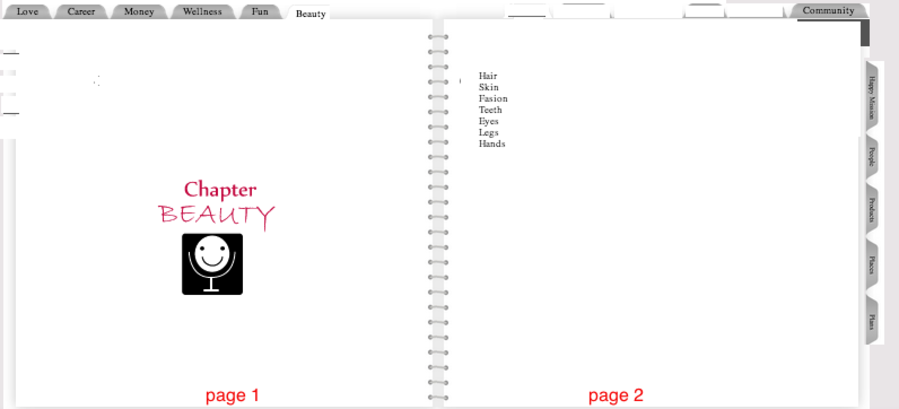 Love Career Money Wellness Fun Beauty Community
Chapter
BEAUTY
page 1
Hair
Skin
Fasion
Teeth
Eyes
Legs
Hands
page 2
Happy Mission
People
Products
Places
Plans